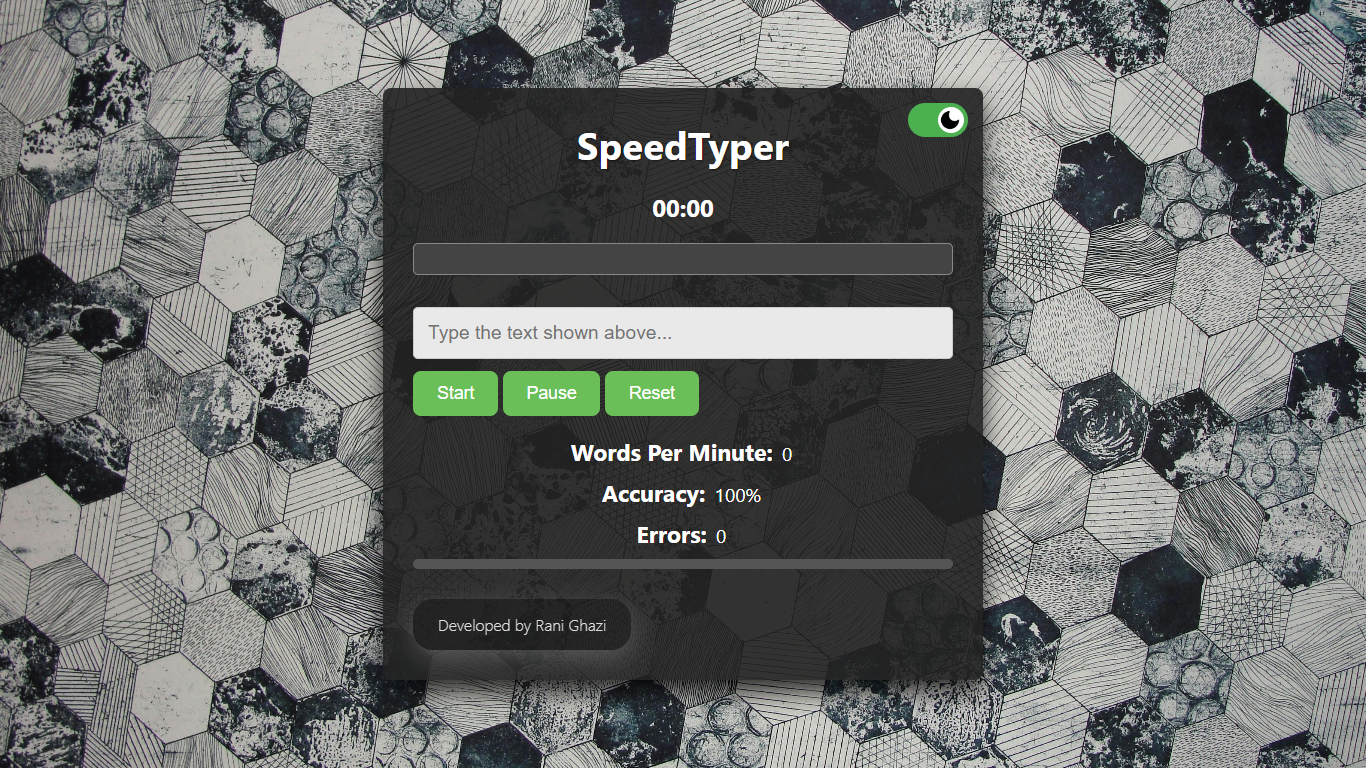 SpeedTyper
00:00
Type the text shown above...
Start Pause Reset
Words Per Minute: 0
Accuracy: 100%
Errors: 0
Developed by Rani Ghazi